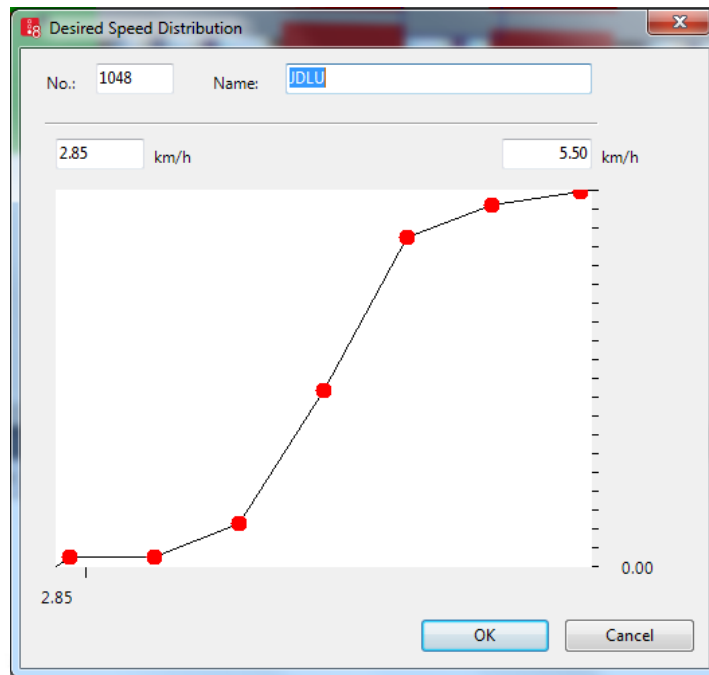 Desired Speed Distribution
No.: 1048 Name: JDLU
2.85 km/h 5.50 km/h
0.00
2.85
OK Cancel